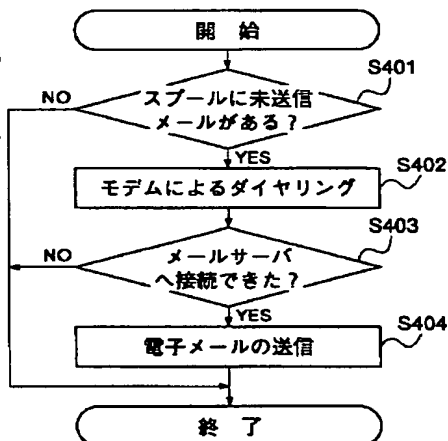 開 始
S401
NO
スプールに未送信
メールがある?
YES
S402
モデムによるダイヤリング
S403
NO
メールサーバ
へ接続できた?
YES
S404
電子メールの送信
終 了